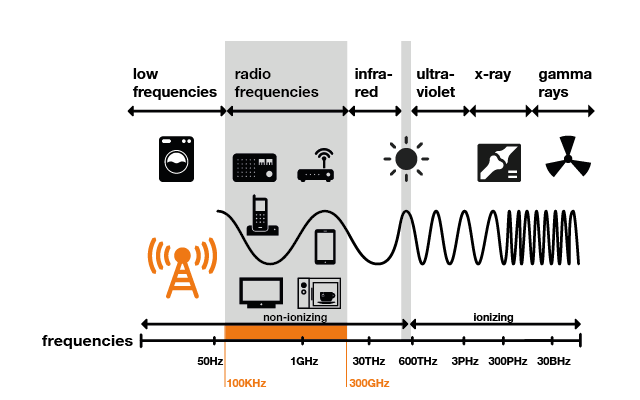 low
frequencies
radio
frequencies
infra-
red
ultra-
violet
x-ray
gamma
rays
non-ionizing
ionizing
frequencies
50Hz
1GHz
30THz
600THz
3PHz
300PHz
30BHz
100KHz
300GHz